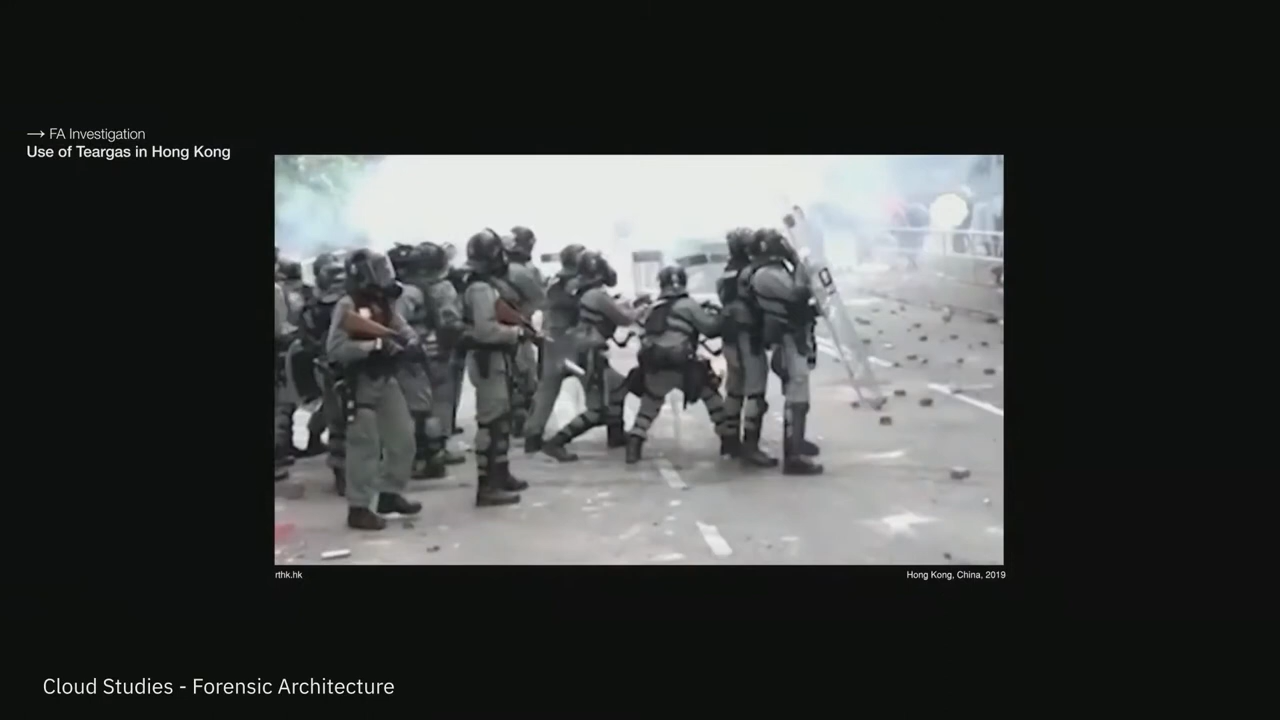 → FA Investigation
Use of Teargas in Hong Kong
rthk.hk
Hong Kong, China, 2019
Cloud Studies - Forensic Architecture